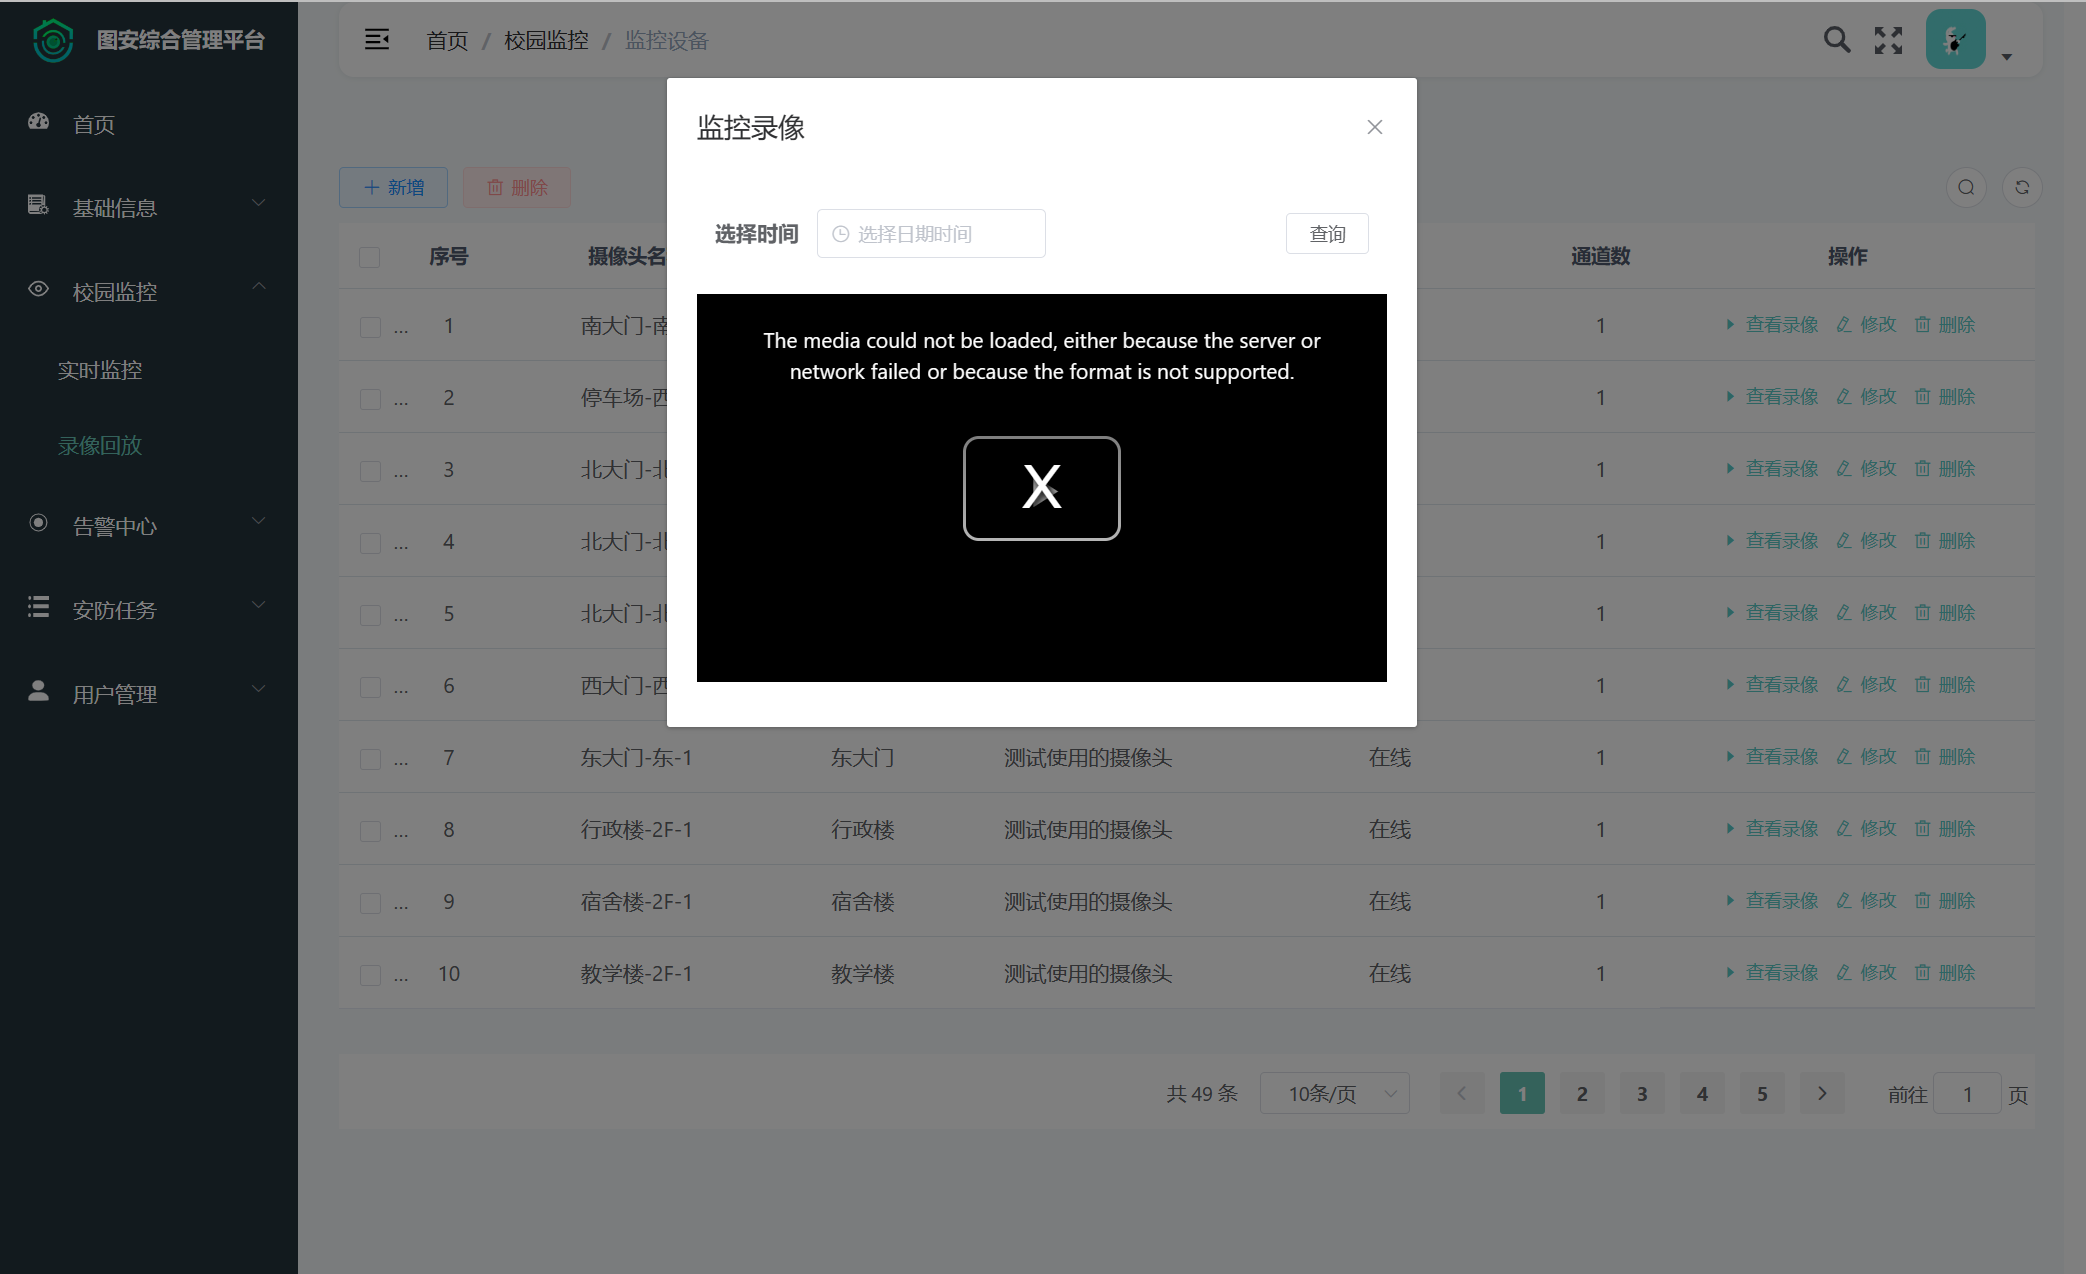 图安综合管理平台
首页 / 校园监控 / 监控设备
首页
基础信息
校园监控
实时监控
录像回放
告警中心
安防任务
用户管理
新增 删除
监控录像
选择时间 选择日期时间 查询
The media could not be loaded, either because the server or
network failed or because the format is not supported.
X
序号 摄像头名 通道数 操作
... 1 南大门-南 1 查看录像 修改 删除
... 2 停车场-西 1 查看录像 修改 删除
... 3 北大门-北 1 查看录像 修改 删除
... 4 北大门-北 1 查看录像 修改 删除
... 5 北大门-北 1 查看录像 修改 删除
... 6 西大门-西 1 查看录像 修改 删除
... 7 东大门-东-1 东大门 测试使用的摄像头 在线 1 查看录像 修改 删除
... 8 行政楼-2F-1 行政楼 测试使用的摄像头 在线 1 查看录像 修改 删除
... 9 宿舍楼-2F-1 宿舍楼 测试使用的摄像头 在线 1 查看录像 修改 删除
... 10 教学楼-2F-1 教学楼 测试使用的摄像头 在线 1 查看录像 修改 删除
共 49 条 10条/页 1 2 3 4 5 前往 1 页